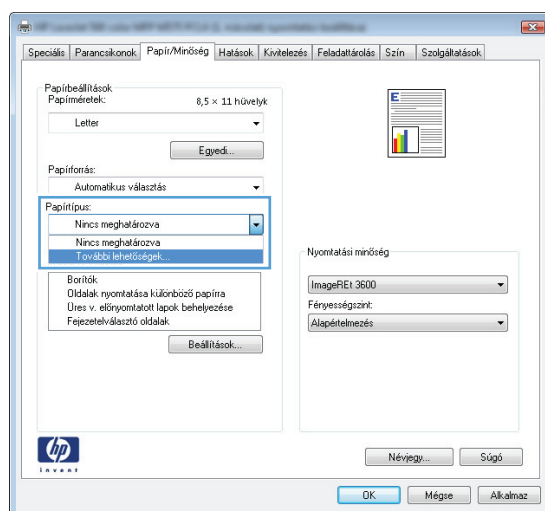 Speciális Parancsikonok Papír/Minőség Hatások Kivitelezés Feladattárolás Szín Szolgáltatások
Papírbeállítások
Papírméretek: 8,5 × 11 hüvelyk
Letter
Egyedi...
Papírforrás:
Automatikus választás
Papírtípus:
Nincs meghatározva
Nincs meghatározva
További lehetőségek...
Borítók
Oldalak nyomtatása különböző papírra
Üres v. előnyomtatott lapok behelyezése
Fejezetelválasztó oldalak
Beállítások...
E
Nyomtatási minőség
ImageREt 3600
Fényességszint:
Alapértelmezés
hp
invent
Névjegy... Súgó
OK Mégse Alkalmaz